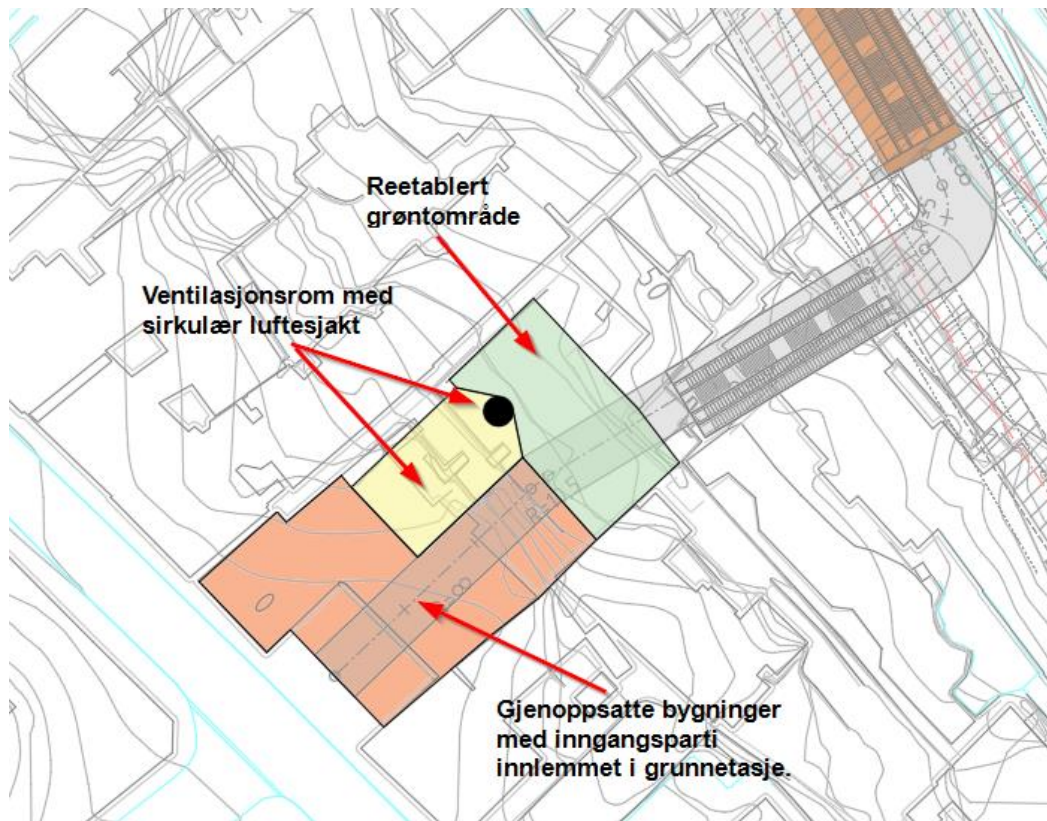 Reetablert
grøntområde
Ventilasjonsrom med
sirkulær luftesjakt
Gjenoppsatte bygninger
med inngangsparti
innlemmet i grunnetasje.